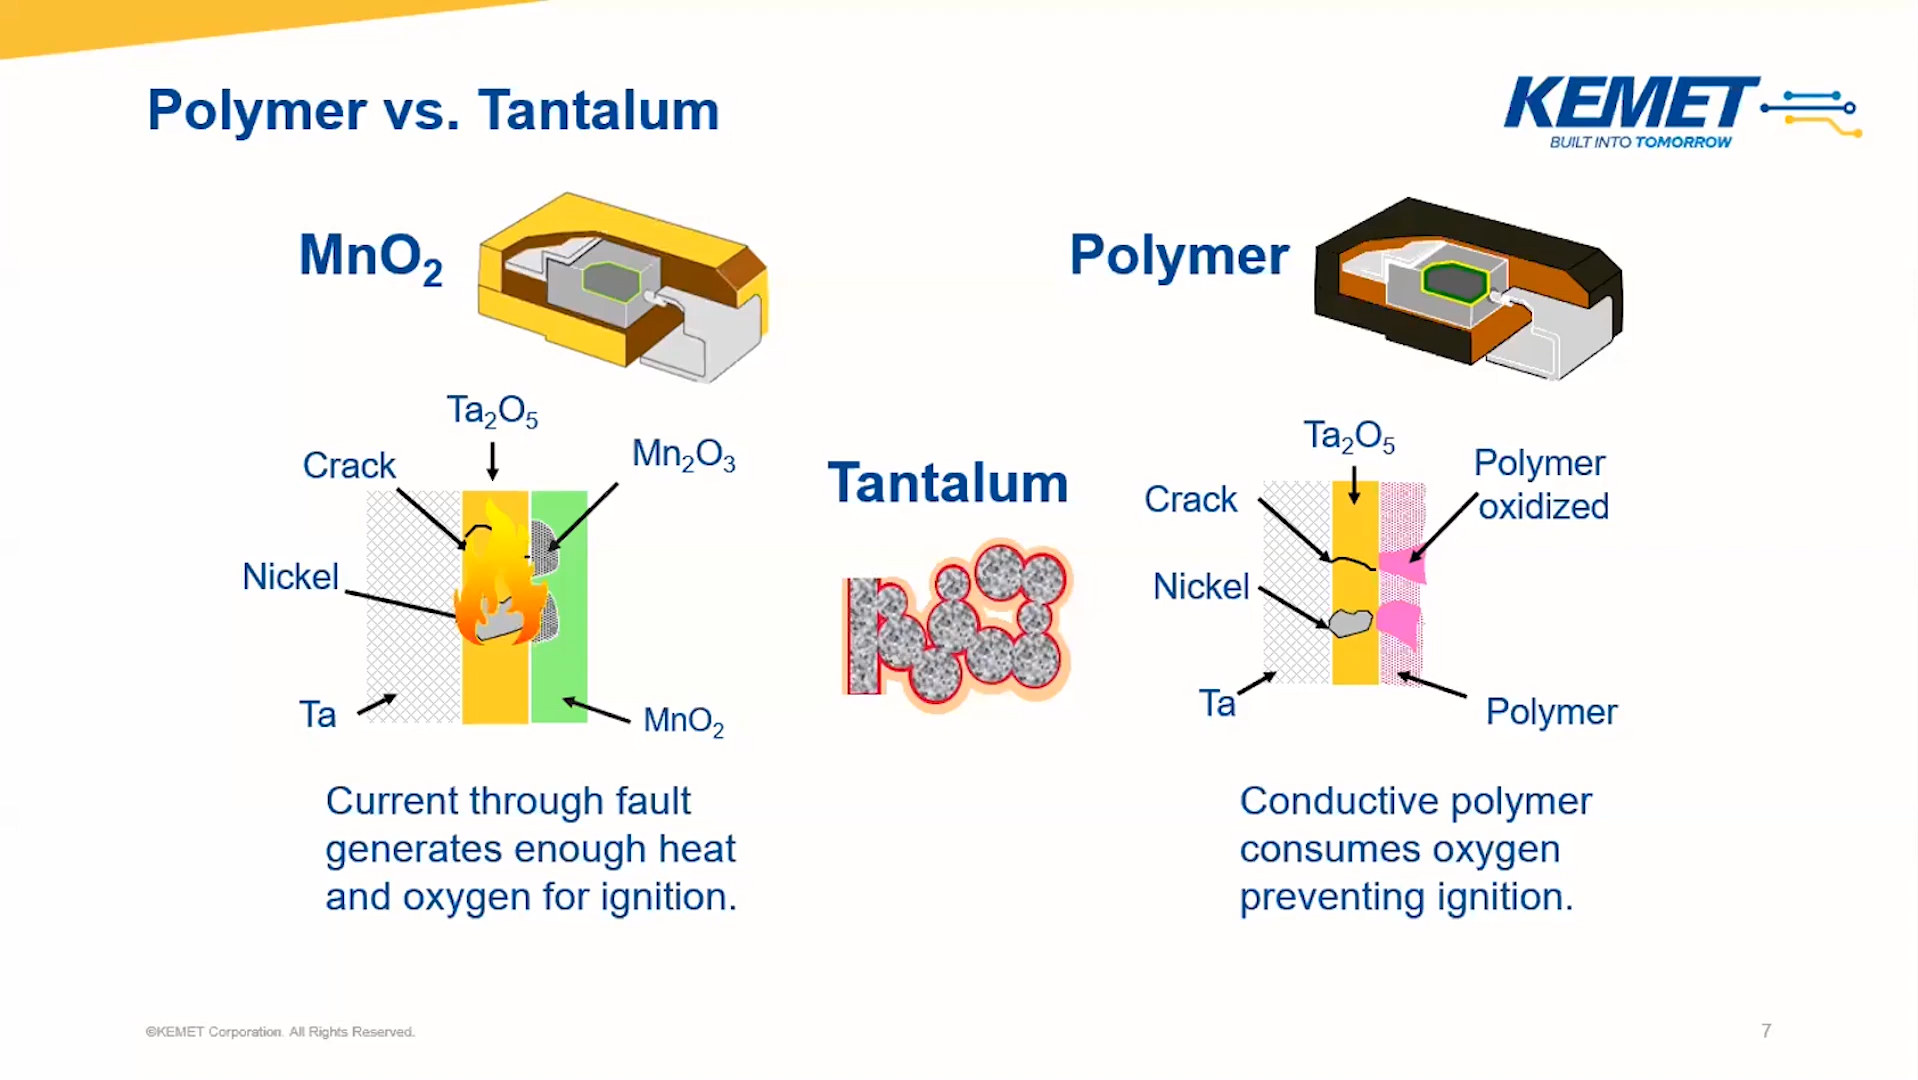 Polymer vs. Tantalum
KEMET
BUILT INTO TOMORROW
MnO₂
Polymer
Ta₂O₅
Crack
Mn₂O₃
Nickel
Ta
MnO₂
Tantalum
Ta₂O₅
Crack
Polymer
oxidized
Nickel
Ta
Polymer
Current through fault
generates enough heat
and oxygen for ignition.
Conductive polymer
consumes oxygen
preventing ignition.
©KEMET Corporation. All Rights Reserved.
7